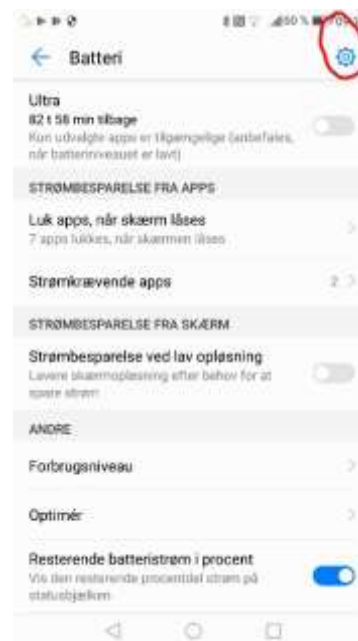 50 %
Batteri
Ultra
82 t 58 min tilbage
Kun udvalgte apps er tilgængelige (anbefales,
når batteriniveauet er lavt)
STRØMBESPARELSE FRA APPS
Luk apps, når skærm låses
7 apps lukkes, når skærmen låses
Strømkrævende apps
2
STRØMBESPARELSE FRA SKÆRM
Strømbesparelse ved lav opløsning
Lavere skærmopløsning efter behov for at
spare strøm
ANDRE
Forbrugsniveau
Optimér
Resterende batteristrøm i procent
Vis den resterende procentdel strøm på
statusbjælken